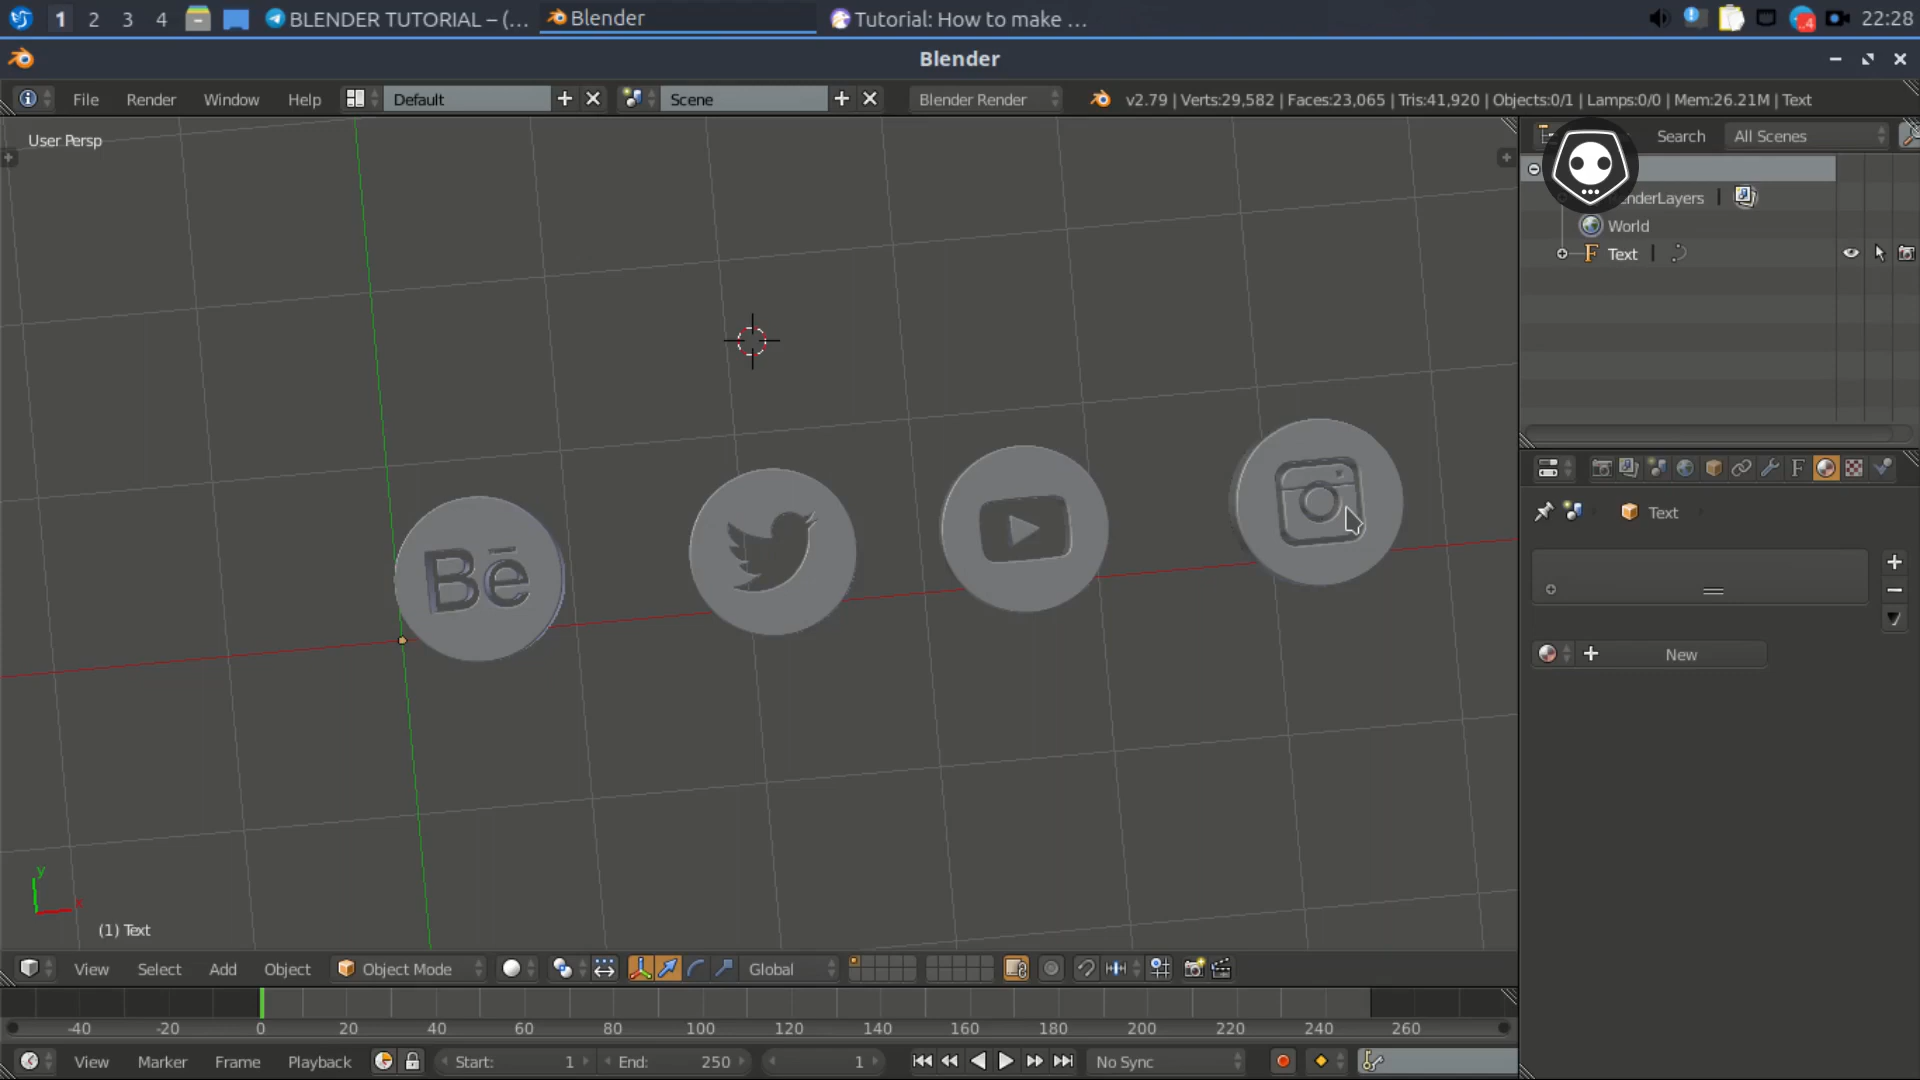 1 2 3 4 BLENDER TUTORIAL – (... Blender Tutorial: How to make ... 4 22:28
Blender
File Render Window Help Default Scene Blender Render v2.79 | Verts:29,582 | Faces:23,065 | Tris:41,920 | Objects:0/1 | Lamps:0/0 | Mem:26.21M | Text
User Persp
Search All Scenes
enderLayers
World
F Text
Bē
F
Text
New
y
x
(1) Text
View Select Add Object Object Mode Global
-40 -20 0 20 40 60 80 100 120 140 160 180 200 220 240 260
View Marker Frame Playback Start: 1 End: 250 1 No Sync